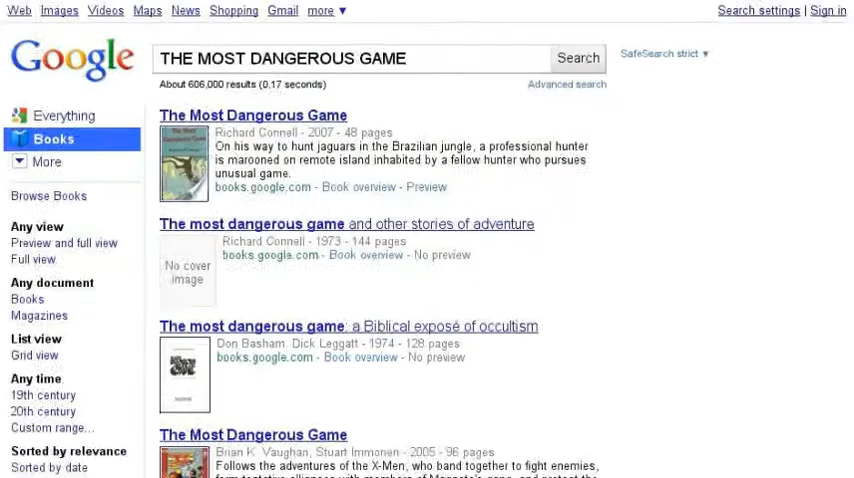 Web Images Videos Maps News Shopping Gmail more ▼
Search settings | Sign in
Google
THE MOST DANGEROUS GAME
Search
SafeSearch strict ▼
About 606,000 results (0.17 seconds)
Advanced search
Everything
Books
More
Browse Books
Any view
Preview and full view
Full view
Any document
Books
Magazines
List view
Grid view
Any time
19th century
20th century
Custom range...
Sorted by relevance
Sorted by date
The Most Dangerous Game
Richard Connell - 2007 - 48 pages
On his way to hunt jaguars in the Brazilian jungle, a professional hunter
is marooned on remote island inhabited by a fellow hunter who pursues
unusual game.
books.google.com - Book overview - Preview
The most dangerous game and other stories of adventure
No cover
image
Richard Connell - 1973 - 144 pages
books.google.com - Book overview - No preview
The most dangerous game: a Biblical exposé of occultism
Don Basham, Dick Leggatt - 1974 - 128 pages
books.google.com - Book overview - No preview
The Most Dangerous Game
Brian K. Vaughan, Stuart Immonen - 2005 - 96 pages
Follows the adventures of the X-Men, who band together to fight enemies,